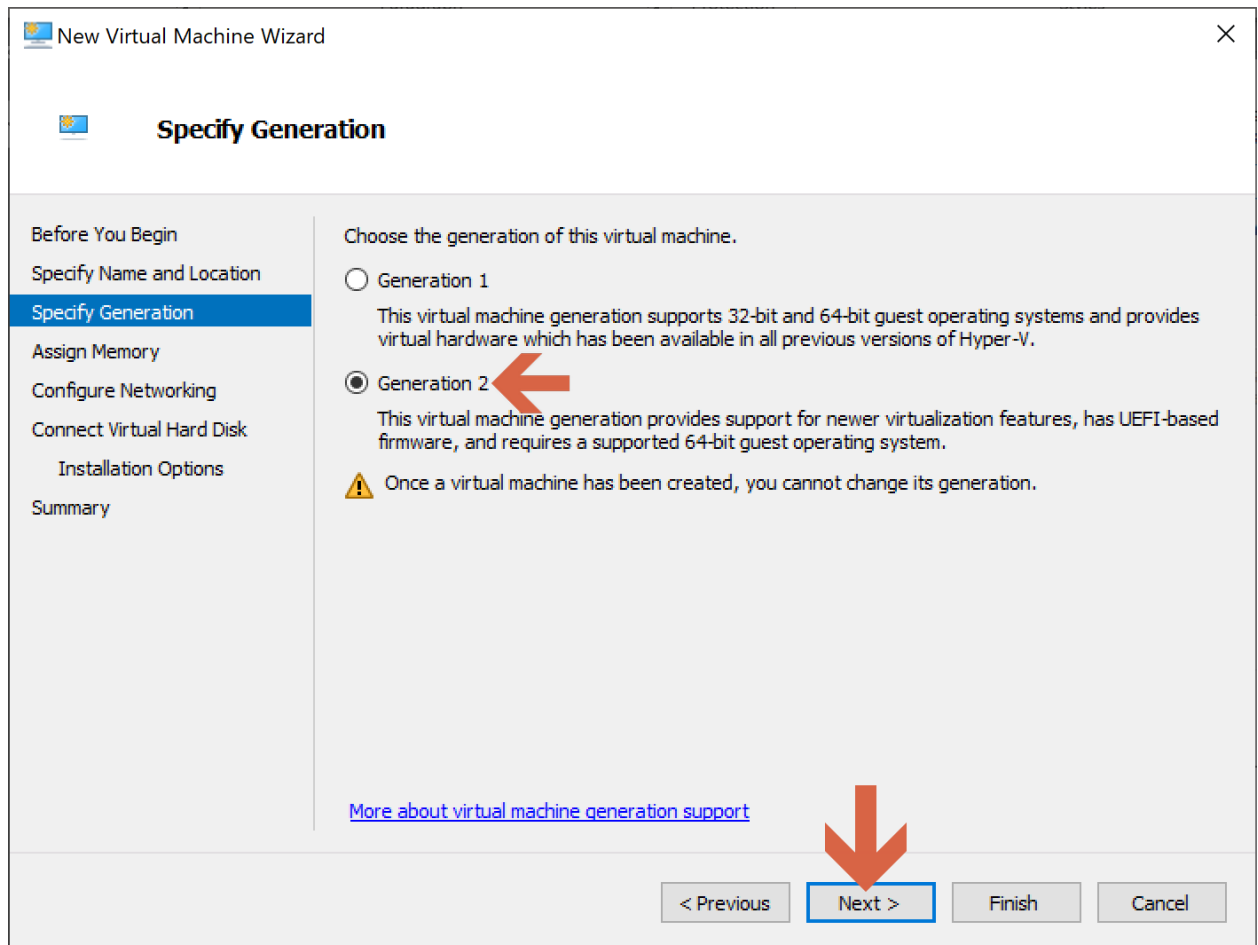 New Virtual Machine Wizard
Specify Generation
Before You Begin
Specify Name and Location
Specify Generation
Assign Memory
Configure Networking
Connect Virtual Hard Disk
Installation Options
Summary
Choose the generation of this virtual machine.
Generation 1
This virtual machine generation supports 32-bit and 64-bit guest operating systems and provides
virtual hardware which has been available in all previous versions of Hyper-V.
Generation 2
This virtual machine generation provides support for newer virtualization features, has UEFI-based
firmware, and requires a supported 64-bit guest operating system.
Once a virtual machine has been created, you cannot change its generation.
More about virtual machine generation support
< Previous
Next >
Finish
Cancel